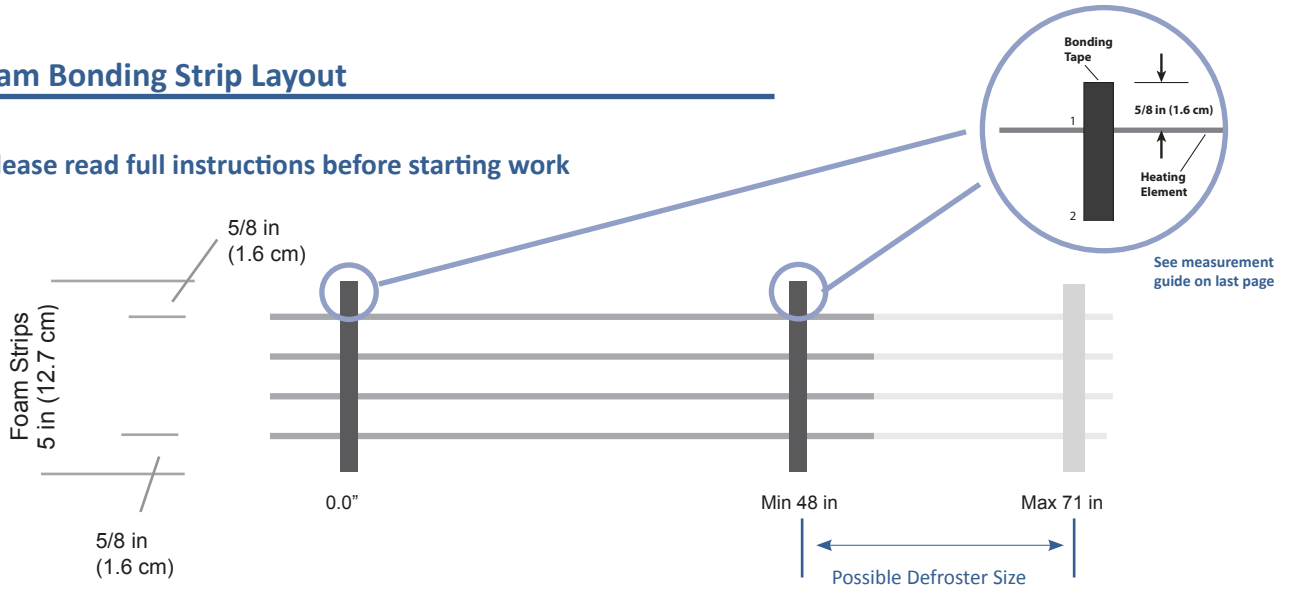 am Bonding Strip Layout
lease read full instructions before starting work
Bonding
Tape
5/8 in (1.6 cm)
1
Heating
Element
2
See measurement
guide on last page
5/8 in
(1.6 cm)
Foam Strips
5 in (12.7 cm)
5/8 in
(1.6 cm)
0.0”
Min 48 in
Max 71 in
Possible Defroster Size